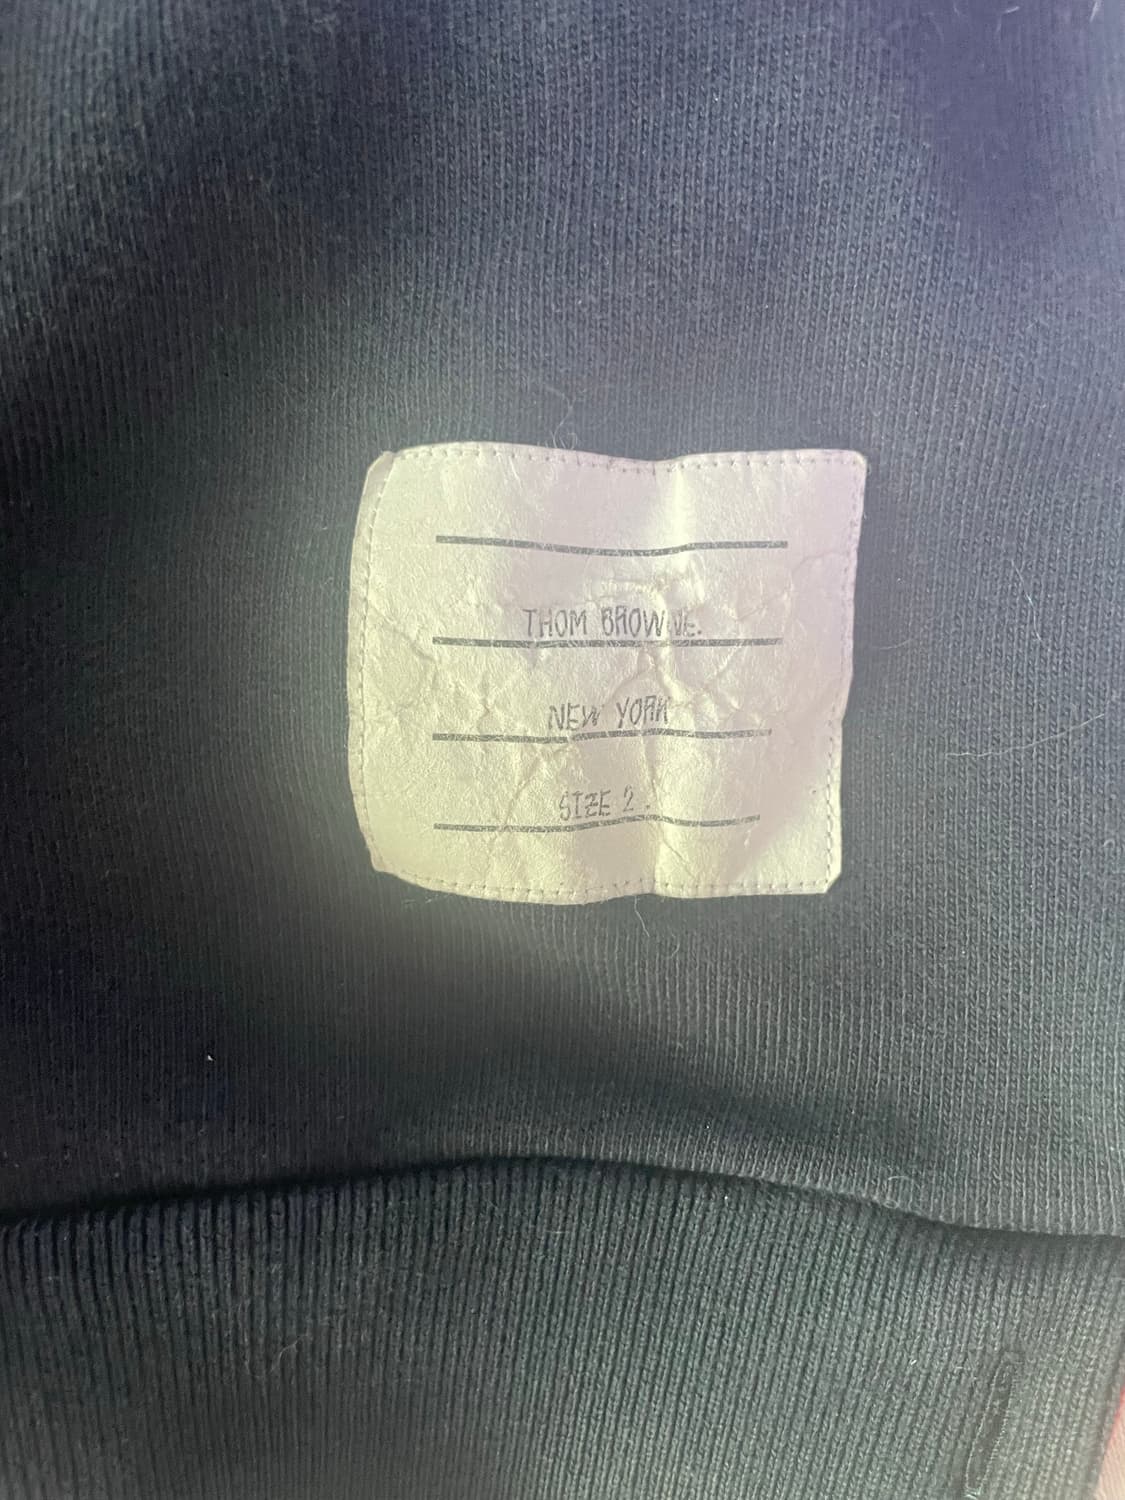 THOM BROWNE.
NEW YORK
SIZE 2.